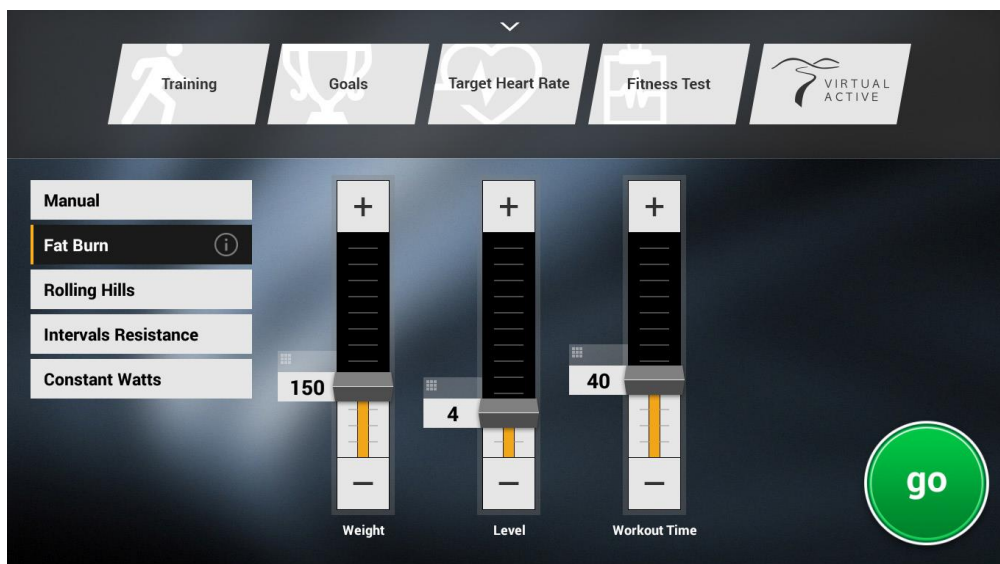 Training
Goals
Target Heart Rate
Fitness Test
VIRTUAL
ACTIVE
Manual
Fat Burn
Rolling Hills
Intervals Resistance
Constant Watts
+
+
+
150
4
40
−
−
−
Weight
Level
Workout Time
go